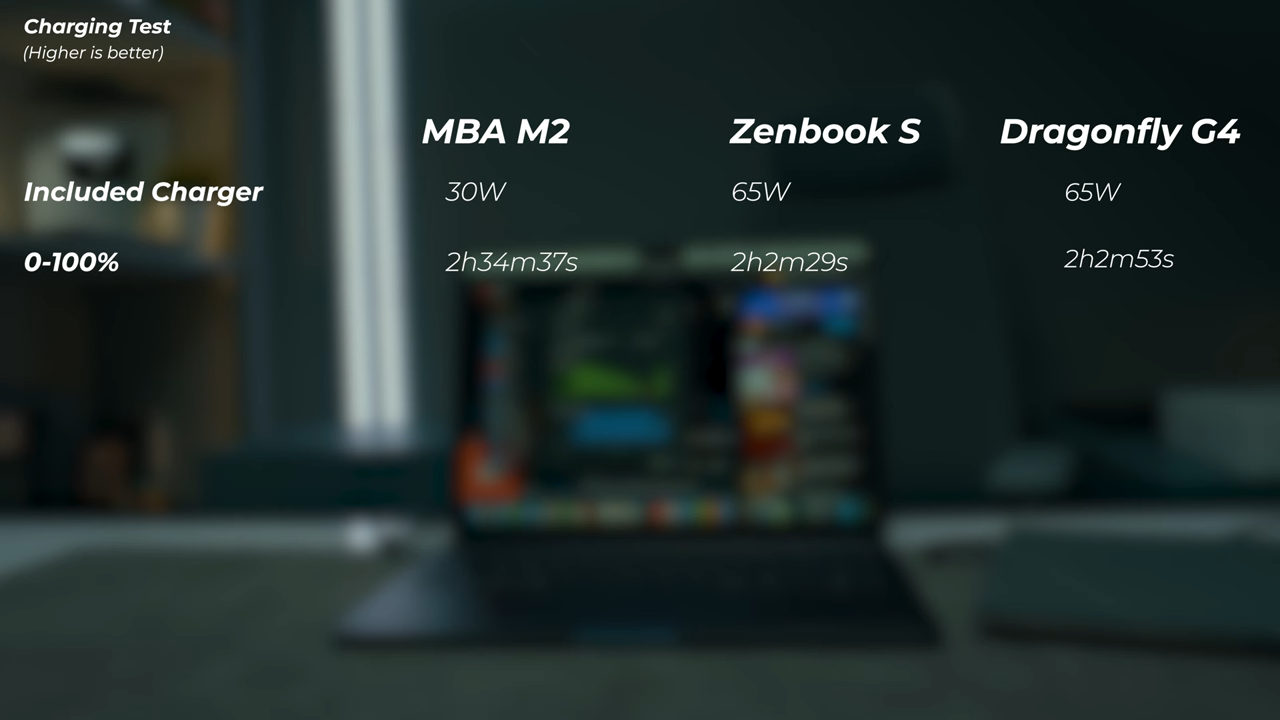 Charging Test
(Higher is better)
MBA M2 Zenbook S Dragonfly G4
Included Charger 30W 65W 65W
0-100% 2h34m37s 2h2m29s 2h2m53s